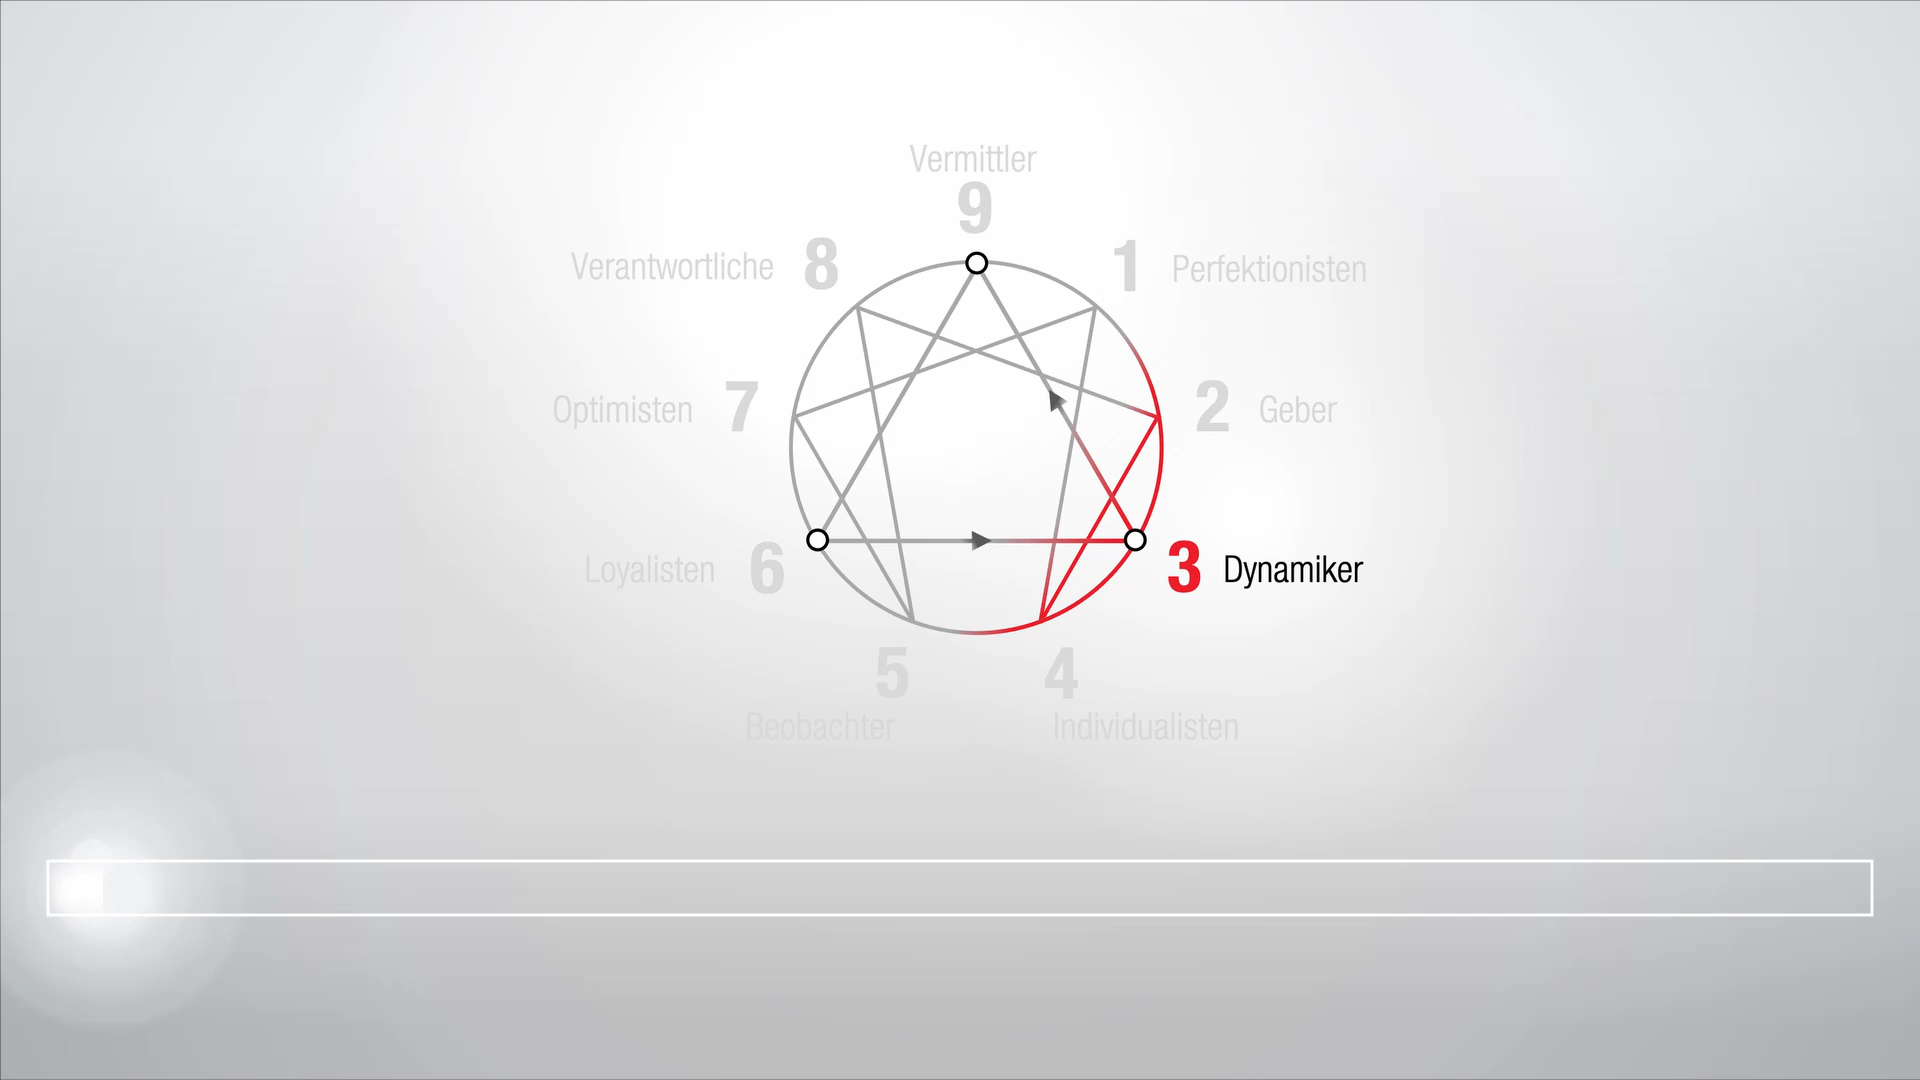 Vermittler
9
Verantwortliche 8
1 Perfektionisten
Optimisten 7
2 Geber
Loyalisten 6
3 Dynamiker
5
4
Beobachter
Individualisten